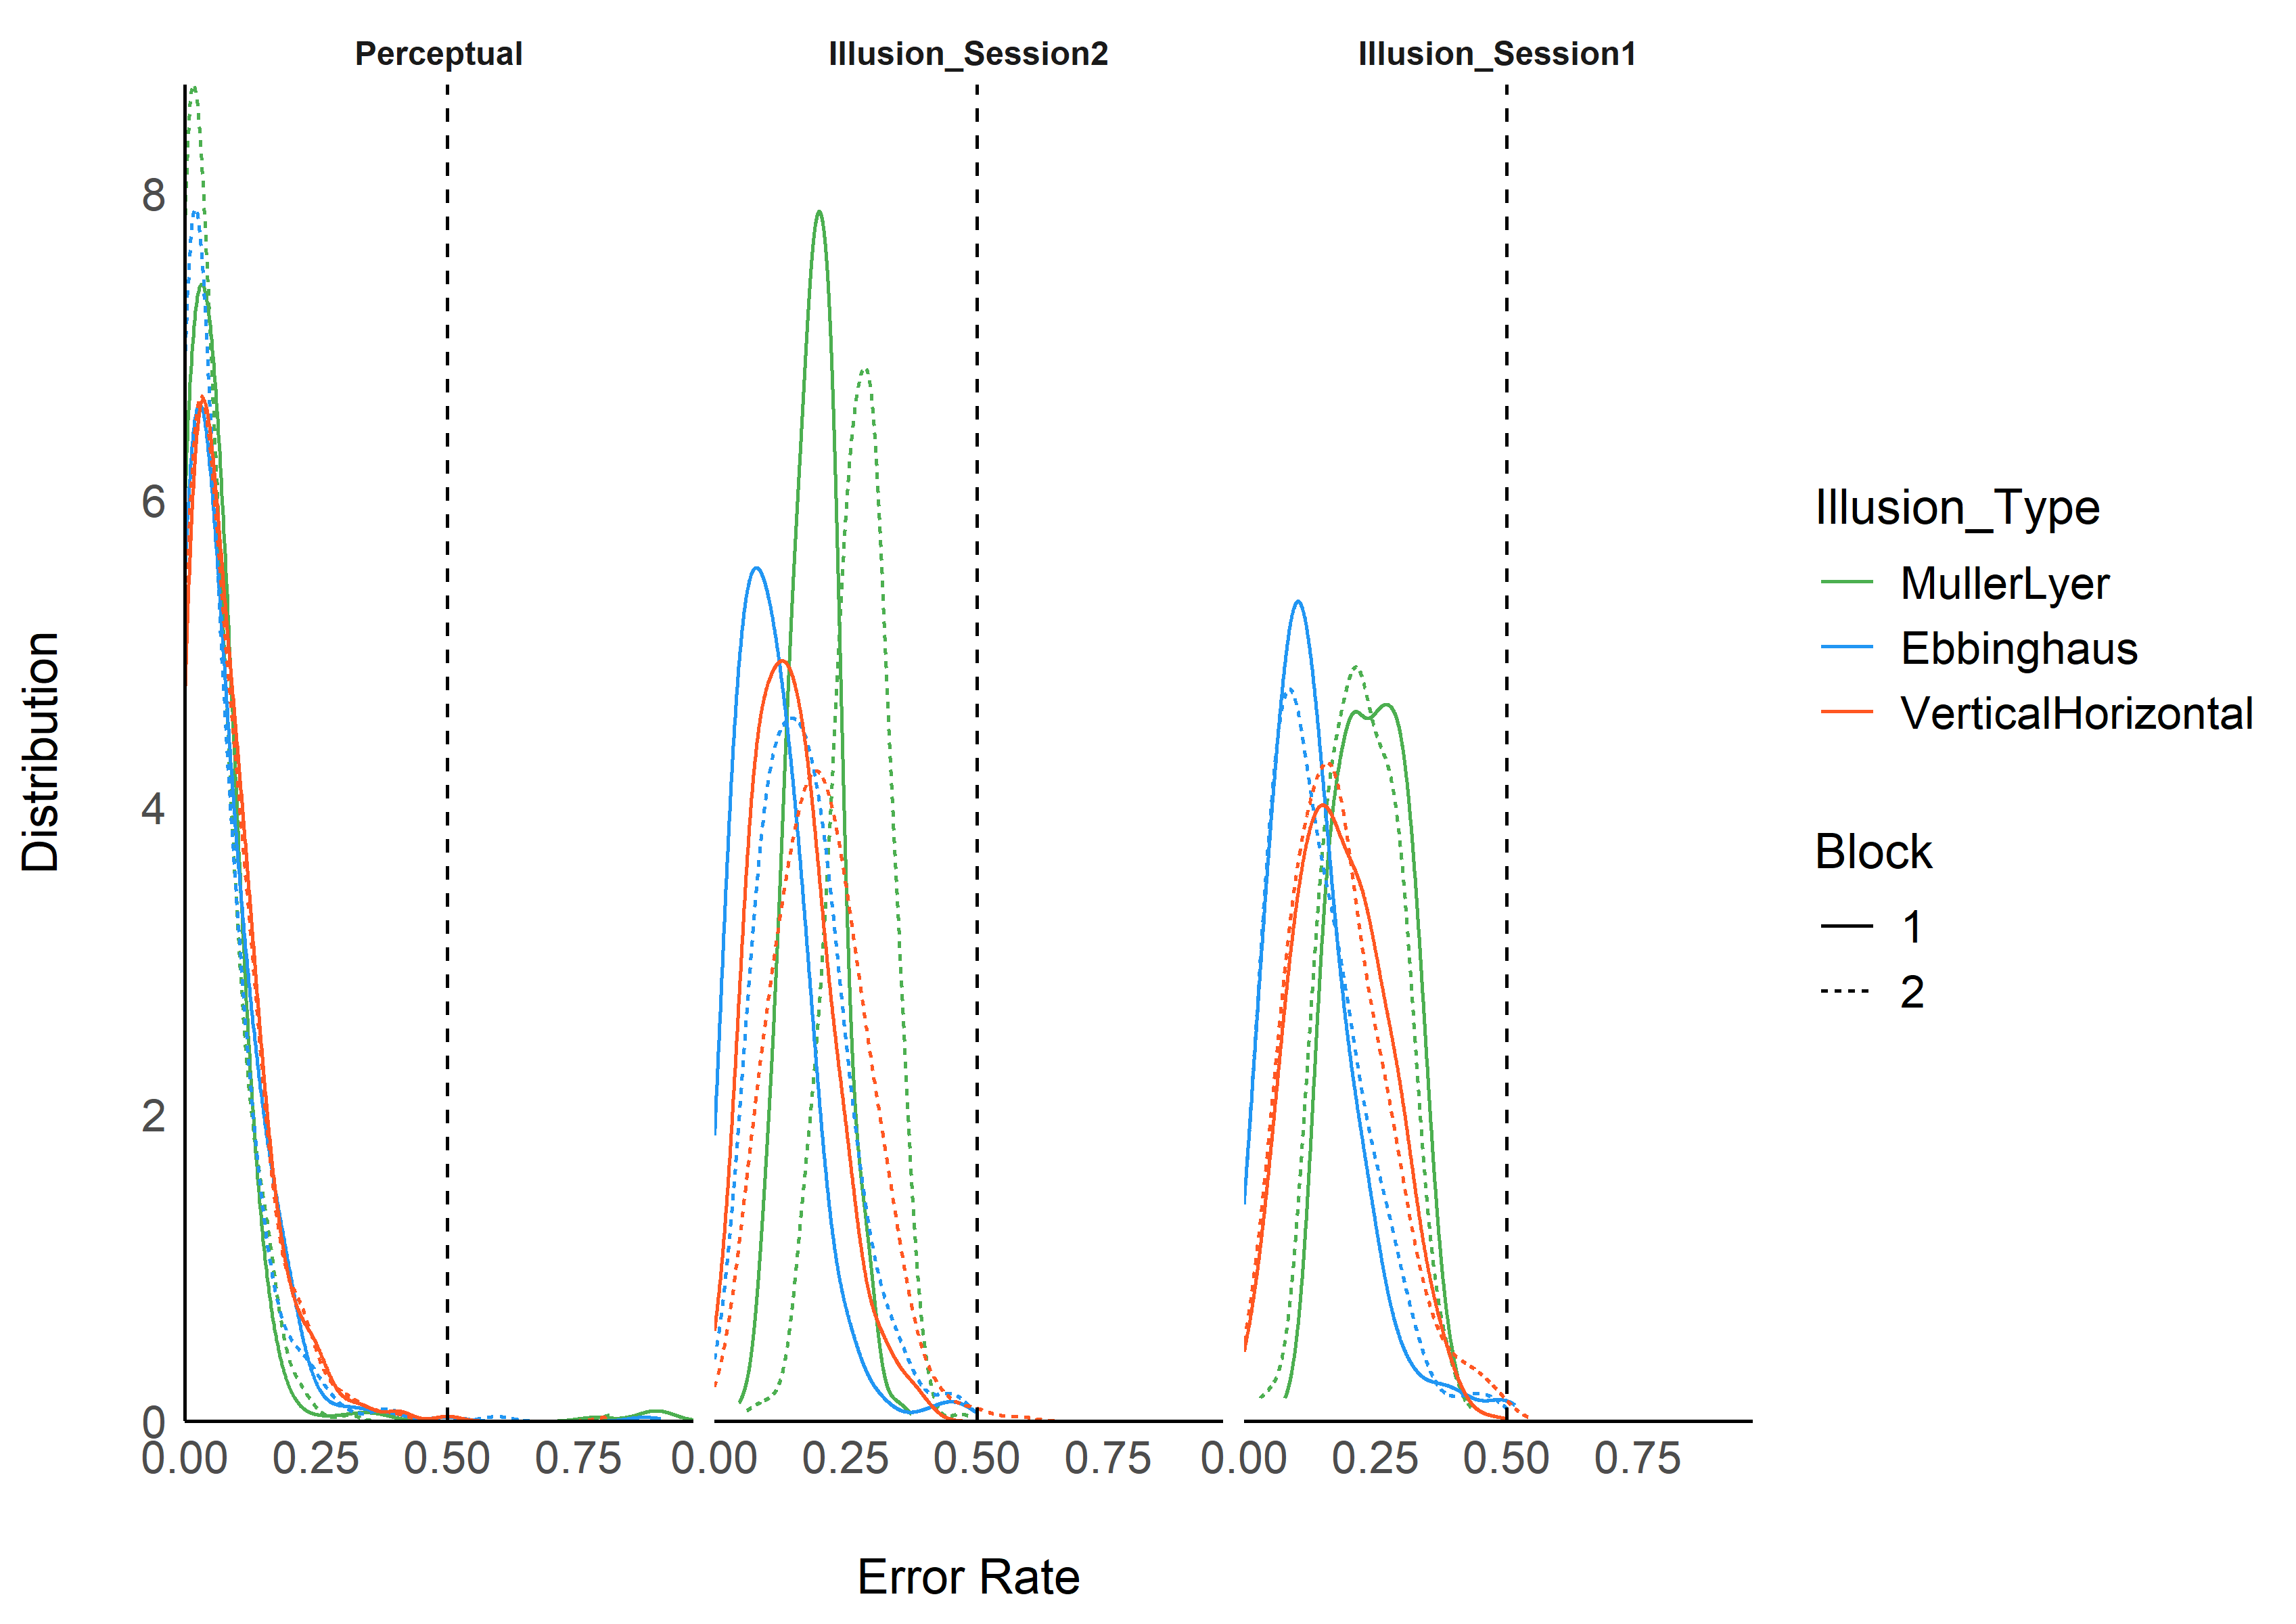 Perceptual
Illusion_Session2
Illusion_Session1
Distribution
8
6
4
2
0
0.00 0.25 0.50 0.75 0.00 0.25 0.50 0.75 0.00 0.25 0.50 0.75
Error Rate
Illusion_Type
MullerLyer
Ebbinghaus
VerticalHorizontal
Block
1
2